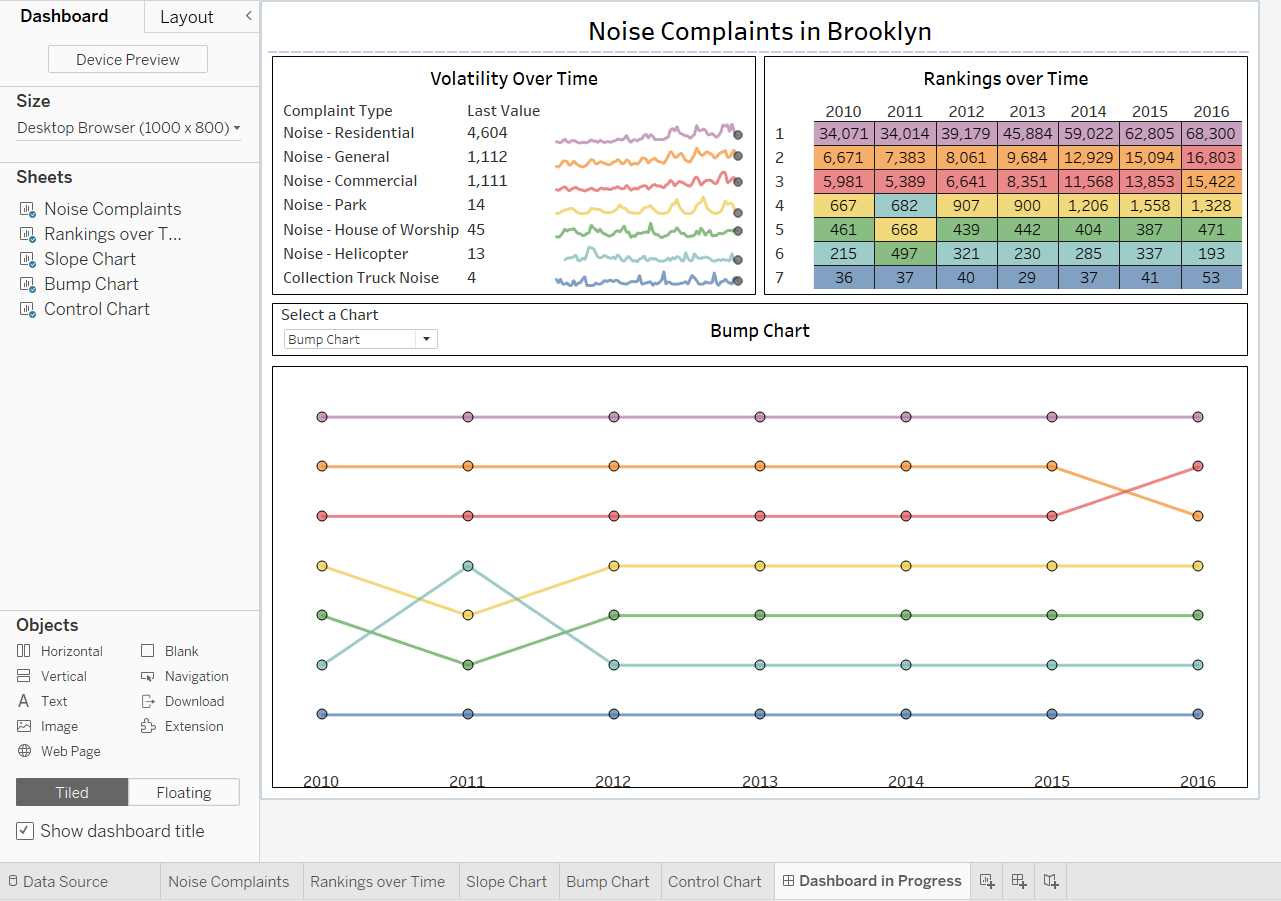 Dashboard
Layout
Device Preview
Size
Desktop Browser (1000 x 800)
Sheets
Noise Complaints
Rankings over T...
Slope Chart
Bump Chart
Control Chart
Objects
Horizontal Blank
Vertical Navigation
A Text Download
Image Extension
Web Page
Tiled Floating
Show dashboard title
Noise Complaints in Brooklyn
Volatility Over Time
Complaint Type Last Value
Noise - Residential 4,604
Noise - General 1,112
Noise - Commercial 1,111
Noise - Park 14
Noise - House of Worship 45
Noise - Helicopter 13
Collection Truck Noise 4
Rankings over Time
2010 2011 2012 2013 2014 2015 2016
1 34,071 34,014 39,179 45,884 59,022 62,805 68,300
2 6,671 7,383 8,061 9,684 12,929 15,094 16,803
3 5,981 5,389 6,641 8,351 11,568 13,853 15,422
4 667 682 907 900 1,206 1,558 1,328
5 461 668 439 442 404 387 471
6 215 497 321 230 285 337 193
7 36 37 40 29 37 41 53
Select a Chart
Bump Chart
Bump Chart
2010 2011 2012 2013 2014 2015 2016
Data Source Noise Complaints Rankings over Time Slope Chart Bump Chart Control Chart Dashboard in Progress